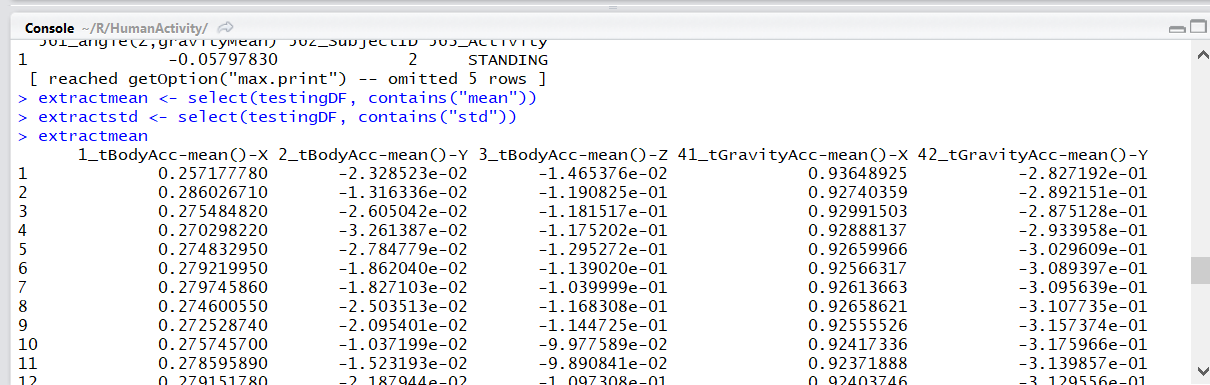 Console ~/R/HumanActivity/
561_angle(Z,gravityMean) 562_SubjectID 563_Activity
1 -0.05797830 2 STANDING
[ reached getOption("max.print") -- omitted 5 rows ]
> extractmean <- select(testingDF, contains("mean"))
> extractstd <- select(testingDF, contains("std"))
> extractmean
1_tBodyAcc-mean()-X 2_tBodyAcc-mean()-Y 3_tBodyAcc-mean()-Z 41_tGravityAcc-mean()-X 42_tGravityAcc-mean()-Y
1 0.257177780 -2.328523e-02 -1.465376e-02 0.93648925 -2.827192e-01
2 0.286026710 -1.316336e-02 -1.190825e-01 0.92740359 -2.892151e-01
3 0.275484820 -2.605042e-02 -1.181517e-01 0.92991503 -2.875128e-01
4 0.270298220 -3.261387e-02 -1.175202e-01 0.92888137 -2.933958e-01
5 0.274832950 -2.784779e-02 -1.295272e-01 0.92659966 -3.029609e-01
6 0.279219950 -1.862040e-02 -1.139020e-01 0.92566317 -3.089397e-01
7 0.279745860 -1.827103e-02 -1.039999e-01 0.92613663 -3.095639e-01
8 0.274600550 -2.503513e-02 -1.168308e-01 0.92658621 -3.107735e-01
9 0.272528740 -2.095401e-02 -1.144725e-01 0.92555526 -3.157374e-01
10 0.275745700 -1.037199e-02 -9.977589e-02 0.92417336 -3.175966e-01
11 0.278595890 -1.523193e-02 -9.890841e-02 0.92371888 -3.139857e-01
12 0.279151780 -2.187944e-02 -1.097308e-01 0.92403746 -3.129556e-01